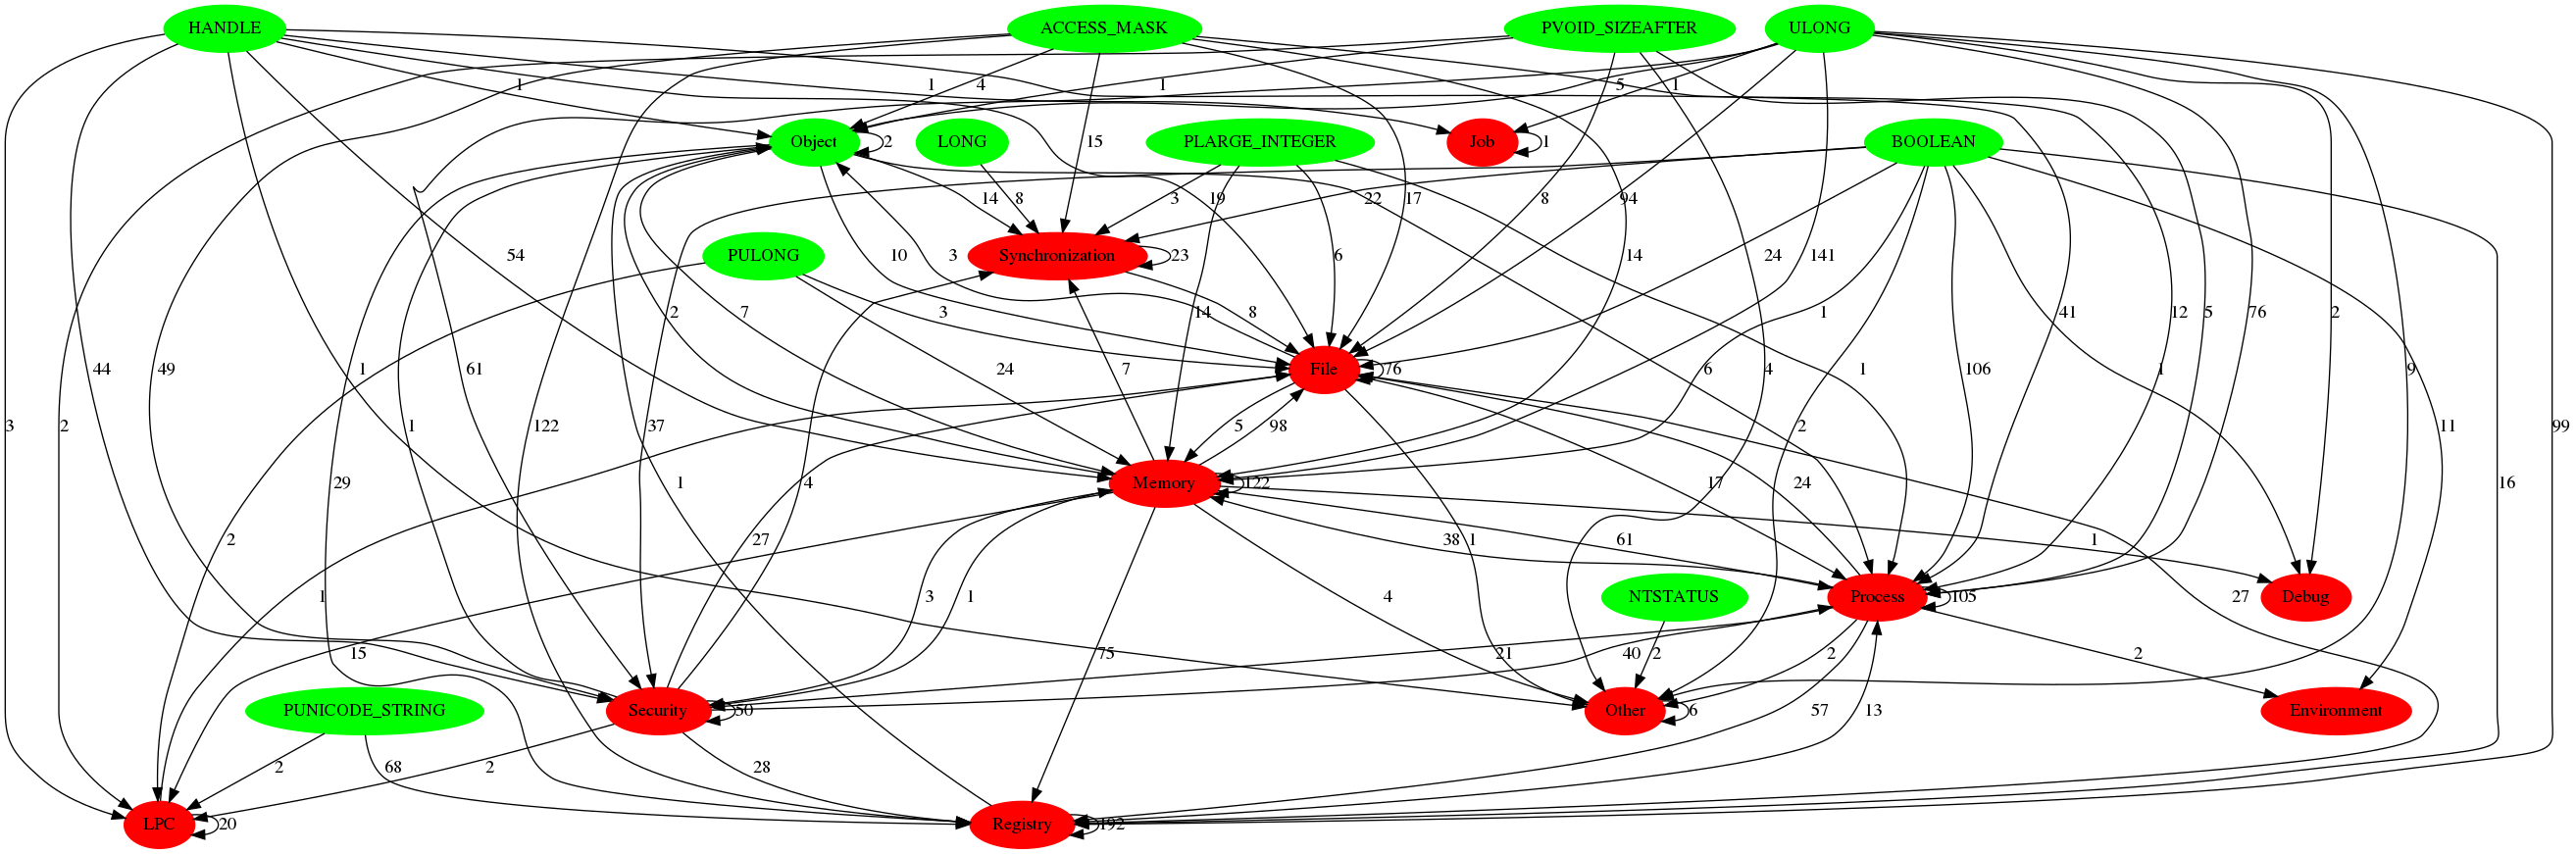 HANDLE ACCESS_MASK PVOID_SIZEAFTER ULONG
1 4 1 1 5 1
Object 2 LONG 15 PLARGE_INTEGER Job 1 BOOLEAN
14 8 3 19 22 17 8 94
PULONG Synchronization 23 54 10 3 6 14 24 141
7 2 3 14 8 1 41 12 5 76 2
44 1 49 61 24 7 File 76 6 4 1 106 1 9
3 2 1 122 37 5 98 2 11 99
29 1 4 Memory 122 17 24 16
2 27 38 61 1 1
1 3 1 4 NTSTATUS Process 105 27 Debug
15 75 21 40 2 2 2
PUNICODE_STRING Security 50 Other 6 57 13 Environment
2 68 2 28
LPC 20 Registry 192